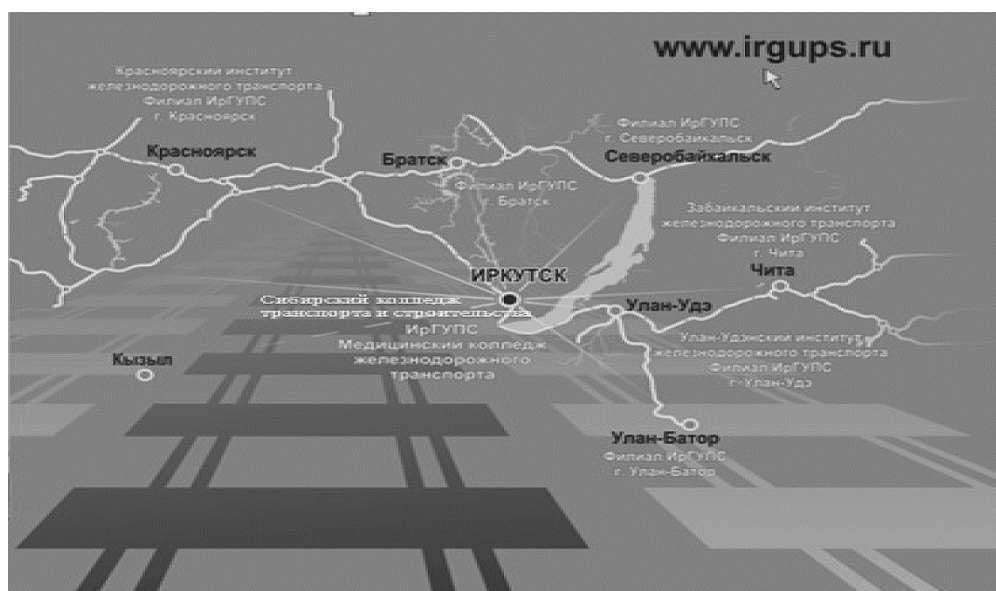 www.irgups.ru
Красноярский институт
железнодорожного транспорта
Филиал ИрГУПС
г. Красноярск
Красноярск
Братск
Филиал ИрГУПС
г. Братск
Филиал ИрГУПС
г. Северобайкальск
Северобайкальск
Забайкальский институт
железнодорожного транспорта
Филиал ИрГУПС
г. Чита
Чита
ИРКУТСК
Сибирский колледж
транспорта и строительства
ИрГУПС
Медицинский колледж
железнодорожного
транспорта
Улан-Удэ
Улан-Удэнский институт
железнодорожного транспорта
Филиал ИрГУПС
г. Улан-Удэ
Кызыл
Улан-Батор
Филиал ИрГУПС
г. Улан-Батор